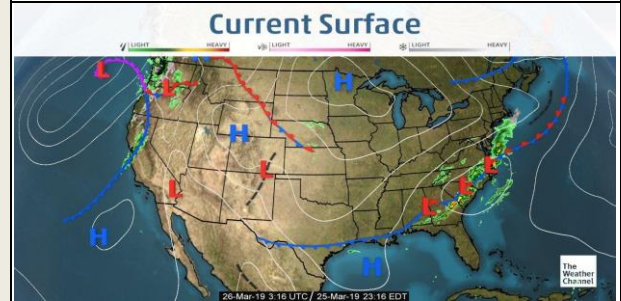 Current Surface
LIGHT HEAVY LIGHT HEAVY LIGHT HEAVY
L
L
H
H
L
L
L
L
L
H
H
The
Weather
Channel
26-Mar-19 3:16 UTC / 25-Mar-19 23:16 EDT